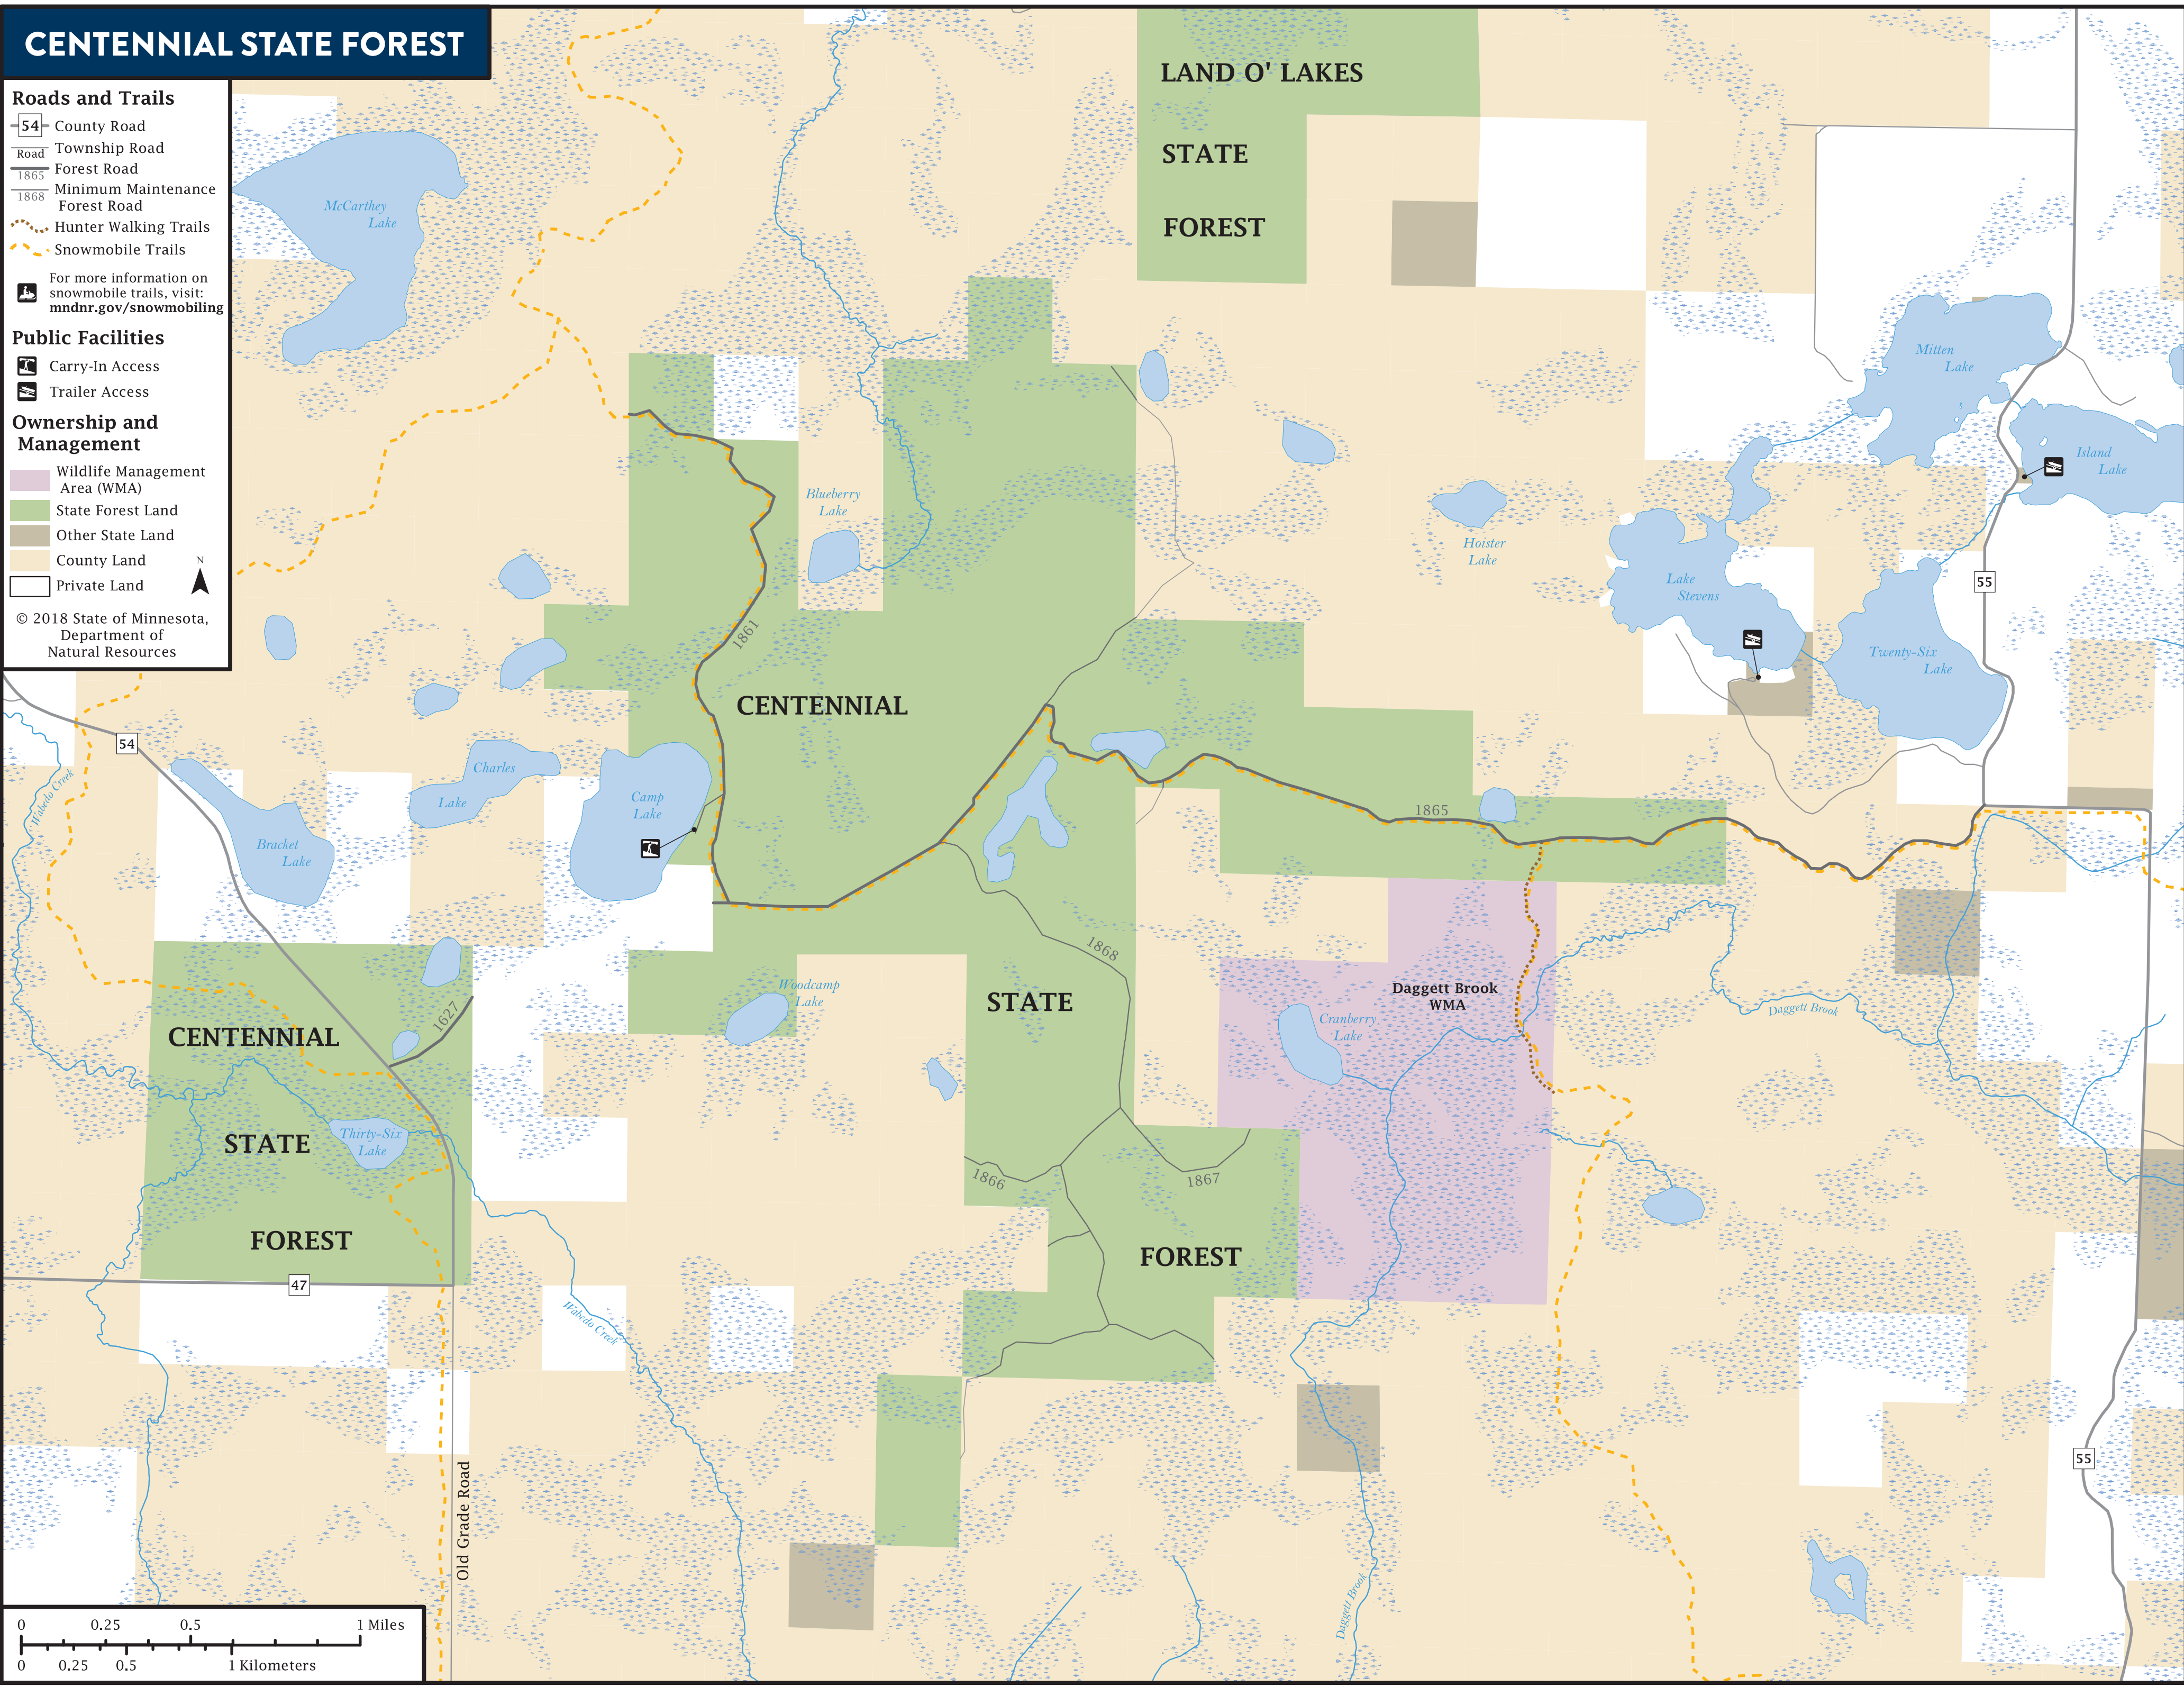 CENTENNIAL STATE FOREST
Roads and Trails
54 County Road
Road Township Road
1865 Forest Road
1868 Minimum Maintenance
Forest Road
Hunter Walking Trails
Snowmobile Trails
For more information on
snowmobile trails, visit:
mndnr.gov/snowmobiling
Public Facilities
Carry-In Access
Trailer Access
Ownership and
Management
Wildlife Management
Area (WMA)
State Forest Land
Other State Land
County Land
Private Land
N
© 2018 State of Minnesota,
Department of
Natural Resources
LAND O' LAKES
STATE
FOREST
McCarthey
Lake
Mitten
Lake
Island
Lake
Blueberry
Lake
Hoister
Lake
Lake
Stevens
55
Twenty-Six
Lake
1861
CENTENNIAL
54
Wabedo Creek
Charles
Lake
Camp
Lake
Bracket
Lake
1865
1868
Woodcamp
Lake
STATE
Daggett Brook
WMA
Cranberry
Lake
Daggett Brook
1627
CENTENNIAL
STATE
Thirty-Six
Lake
FOREST
47
1866
1867
FOREST
Wabedo Creek
55
Old Grade Road
Daggett Brook
0 0.25 0.5 1 Miles
0 0.25 0.5 1 Kilometers